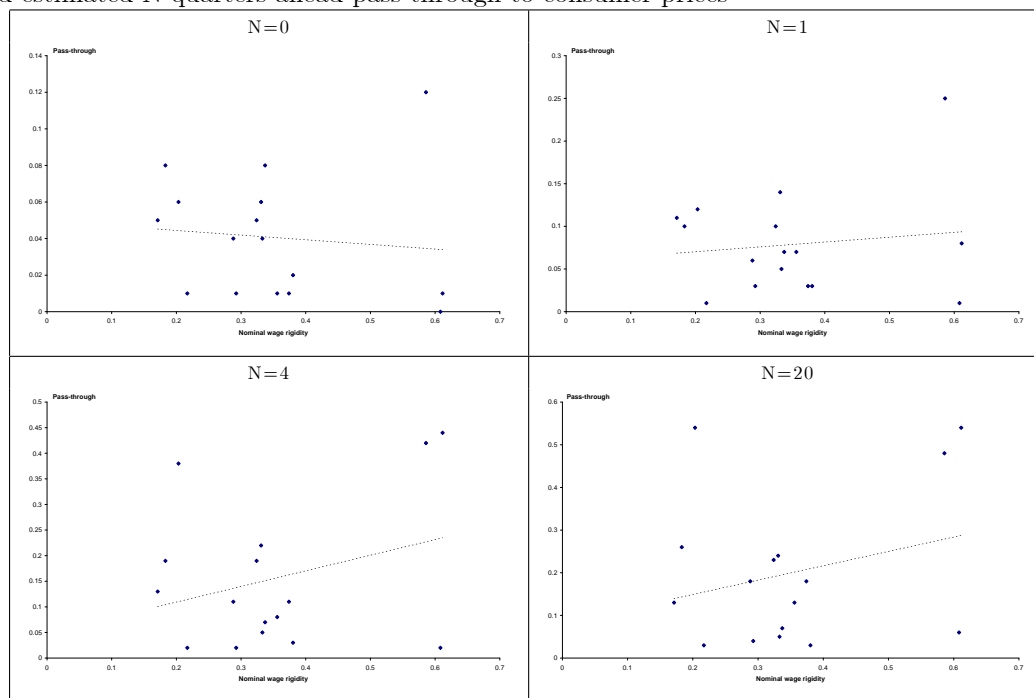 d estimated N quarters ahead pass-through to consumer prices
N=0
Pass-through
0.14
0.12
0.1
0.08
0.06
0.04
0.02
0
0 0.1 0.2 0.3 0.4 0.5 0.6 0.7
Nominal wage rigidity
N=1
Pass-through
0.3
0.25
0.2
0.15
0.1
0.05
0
0 0.1 0.2 0.3 0.4 0.5 0.6 0.7
Nominal wage rigidity
N=4
Pass-through
0.5
0.45
0.4
0.35
0.3
0.25
0.2
0.15
0.1
0.05
0
0 0.1 0.2 0.3 0.4 0.5 0.6 0.7
Nominal wage rigidity
N=20
Pass-through
0.6
0.5
0.4
0.3
0.2
0.1
0
0 0.1 0.2 0.3 0.4 0.5 0.6 0.7
Nominal wage rigidity